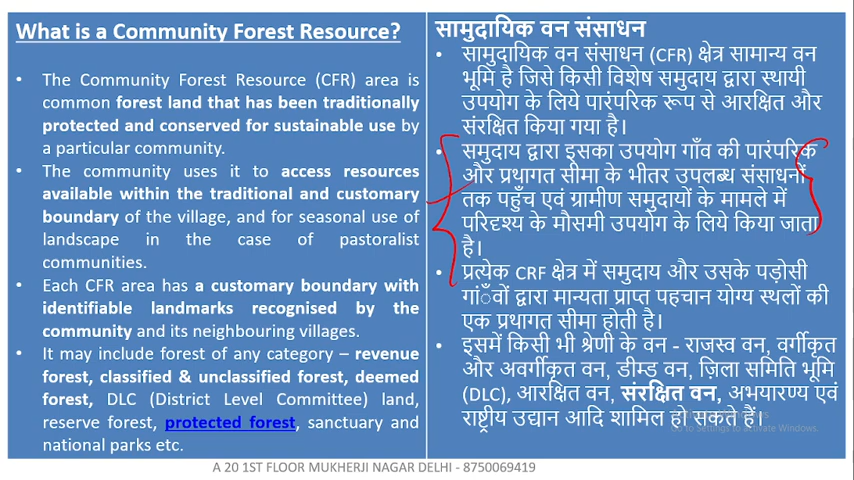 What is a Community Forest Resource?
• The Community Forest Resource (CFR) area is
common forest land that has been traditionally
protected and conserved for sustainable use by
a particular community.
• The community uses it to access resources
available within the traditional and customary
boundary of the village, and for seasonal use of
landscape in the case of pastoralist
communities.
• Each CFR area has a customary boundary with
identifiable landmarks recognised by the
community and its neighbouring villages.
• It may include forest of any category – revenue
forest, classified & unclassified forest, deemed
forest, DLC (District Level Committee) land,
reserve forest, protected forest, sanctuary and
national parks etc.
सामुदायिक वन संसाधन
• सामुदायिक वन संसाधन (CFR) क्षेत्र सामान्य वन
भूमि है जिसे किसी विशेष समुदाय द्वारा स्थायी
उपयोग के लिये पारंपरिक रूप से आरक्षित और
संरक्षित किया गया है।
• समुदाय द्वारा इसका उपयोग गाँव की पारंपरिक
और प्रथागत सीमा के भीतर उपलब्ध संसाधनों
तक पहुँच एवं ग्रामीण समुदायों के मामले में
परिदृश्य के मौसमी उपयोग के लिये किया जाता
है।
• प्रत्येक CRF क्षेत्र में समुदाय और उसके पड़ोसी
गांँवों द्वारा मान्यता प्राप्त पहचान योग्य स्थलों की
एक प्रथागत सीमा होती है।
• इसमें किसी भी श्रेणी के वन - राजस्व वन, वर्गीकृत
और अवर्गीकृत वन, डीम्ड वन, ज़िला समिति भूमि
(DLC), आरक्षित वन, संरक्षित वन, अभयारण्य एवं
राष्ट्रीय उद्यान आदि शामिल हो सकते हैं।
Go to Settings to activate Windows.
A 20 1ST FLOOR MUKHERJI NAGAR DELHI - 8750069419